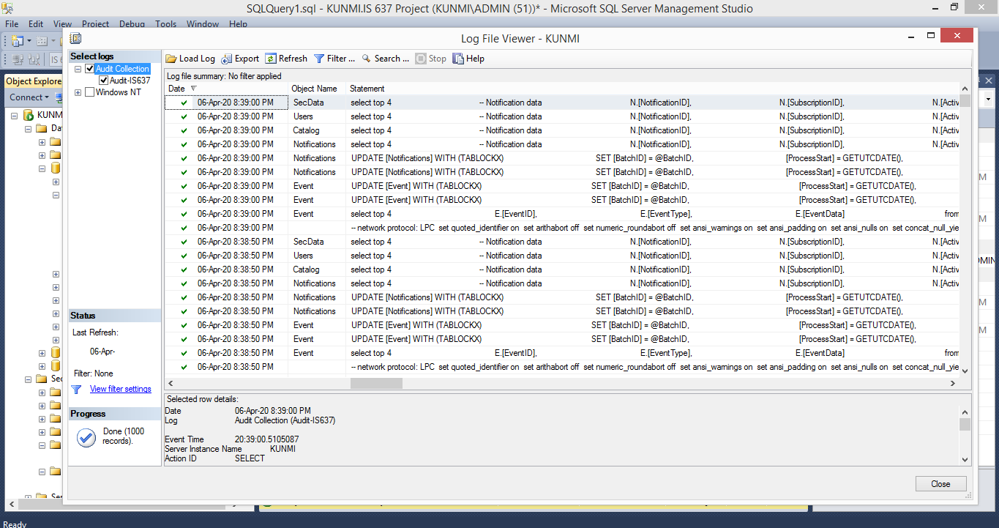 SQLQuery1.sql - KUNMI.IS 637 Project (KUNMI\ADMIN (51))* - Microsoft SQL Server Management Studio
File Edit View Project Debug Tools Window Help
Log File Viewer - KUNMI
Select logs
Audit Collection
Audit-IS637
Windows NT
Load Log Export Refresh Filter ... Search ... Stop Help
Log file summary: No filter applied
Date Object Name Statement
06-Apr-20 8:39:00 PM SecData select top 4 -- Notification data N.[NotificationID], N.[SubscriptionID], N.[Activ
06-Apr-20 8:39:00 PM Users select top 4 -- Notification data N.[NotificationID], N.[SubscriptionID], N.[Activ
06-Apr-20 8:39:00 PM Catalog select top 4 -- Notification data N.[NotificationID], N.[SubscriptionID], N.[Activ
06-Apr-20 8:39:00 PM Notifications select top 4 -- Notification data N.[NotificationID], N.[SubscriptionID], N.[Activ
06-Apr-20 8:39:00 PM Notifications UPDATE [Notifications] WITH (TABLOCKX) SET [BatchID] = @BatchID, [ProcessStart] = GETUTCDATE(),
06-Apr-20 8:39:00 PM Notifications UPDATE [Notifications] WITH (TABLOCKX) SET [BatchID] = @BatchID, [ProcessStart] = GETUTCDATE(),
06-Apr-20 8:39:00 PM Event UPDATE [Event] WITH (TABLOCKX) SET [BatchID] = @BatchID, [ProcessStart] = GETUTCDATE(),
06-Apr-20 8:39:00 PM Event UPDATE [Event] WITH (TABLOCKX) SET [BatchID] = @BatchID, [ProcessStart] = GETUTCDATE(),
06-Apr-20 8:39:00 PM Event select top 4 E.[EventID], E.[EventType], E.[EventData] from
06-Apr-20 8:39:00 PM -- network protocol: LPC set quoted_identifier on set arithabort off set numeric_roundabort off set ansi_warnings on set ansi_padding on set ansi_nulls on set concat_null_yie
06-Apr-20 8:38:50 PM SecData select top 4 -- Notification data N.[NotificationID], N.[SubscriptionID], N.[Activ
06-Apr-20 8:38:50 PM Users select top 4 -- Notification data N.[NotificationID], N.[SubscriptionID], N.[Activ
06-Apr-20 8:38:50 PM Catalog select top 4 -- Notification data N.[NotificationID], N.[SubscriptionID], N.[Activ
06-Apr-20 8:38:50 PM Notifications select top 4 -- Notification data N.[NotificationID], N.[SubscriptionID], N.[Activ
06-Apr-20 8:38:50 PM Notifications UPDATE [Notifications] WITH (TABLOCKX) SET [BatchID] = @BatchID, [ProcessStart] = GETUTCDATE(),
06-Apr-20 8:38:50 PM Notifications UPDATE [Notifications] WITH (TABLOCKX) SET [BatchID] = @BatchID, [ProcessStart] = GETUTCDATE(),
06-Apr-20 8:38:50 PM Event UPDATE [Event] WITH (TABLOCKX) SET [BatchID] = @BatchID, [ProcessStart] = GETUTCDATE(),
06-Apr-20 8:38:50 PM Event UPDATE [Event] WITH (TABLOCKX) SET [BatchID] = @BatchID, [ProcessStart] = GETUTCDATE(),
06-Apr-20 8:38:50 PM Event select top 4 E.[EventID], E.[EventType], E.[EventData] from
06-Apr-20 8:38:50 PM -- network protocol: LPC set quoted_identifier on set arithabort off set numeric_roundabort off set ansi_warnings on set ansi_padding on set ansi_nulls on set concat_null_yie
Status
Last Refresh:
06-Apr-
Filter: None
View filter settings
Progress
Done (1000
records).
Selected row details:
Date 06-Apr-20 8:39:00 PM
Log Audit Collection (Audit-IS637)
Event Time 20:39:00.5105087
Server Instance Name KUNMI
Action ID SELECT
Close
IS 6
Object Explore
Connect
KUNM
Da
Sec
Ser
Ready